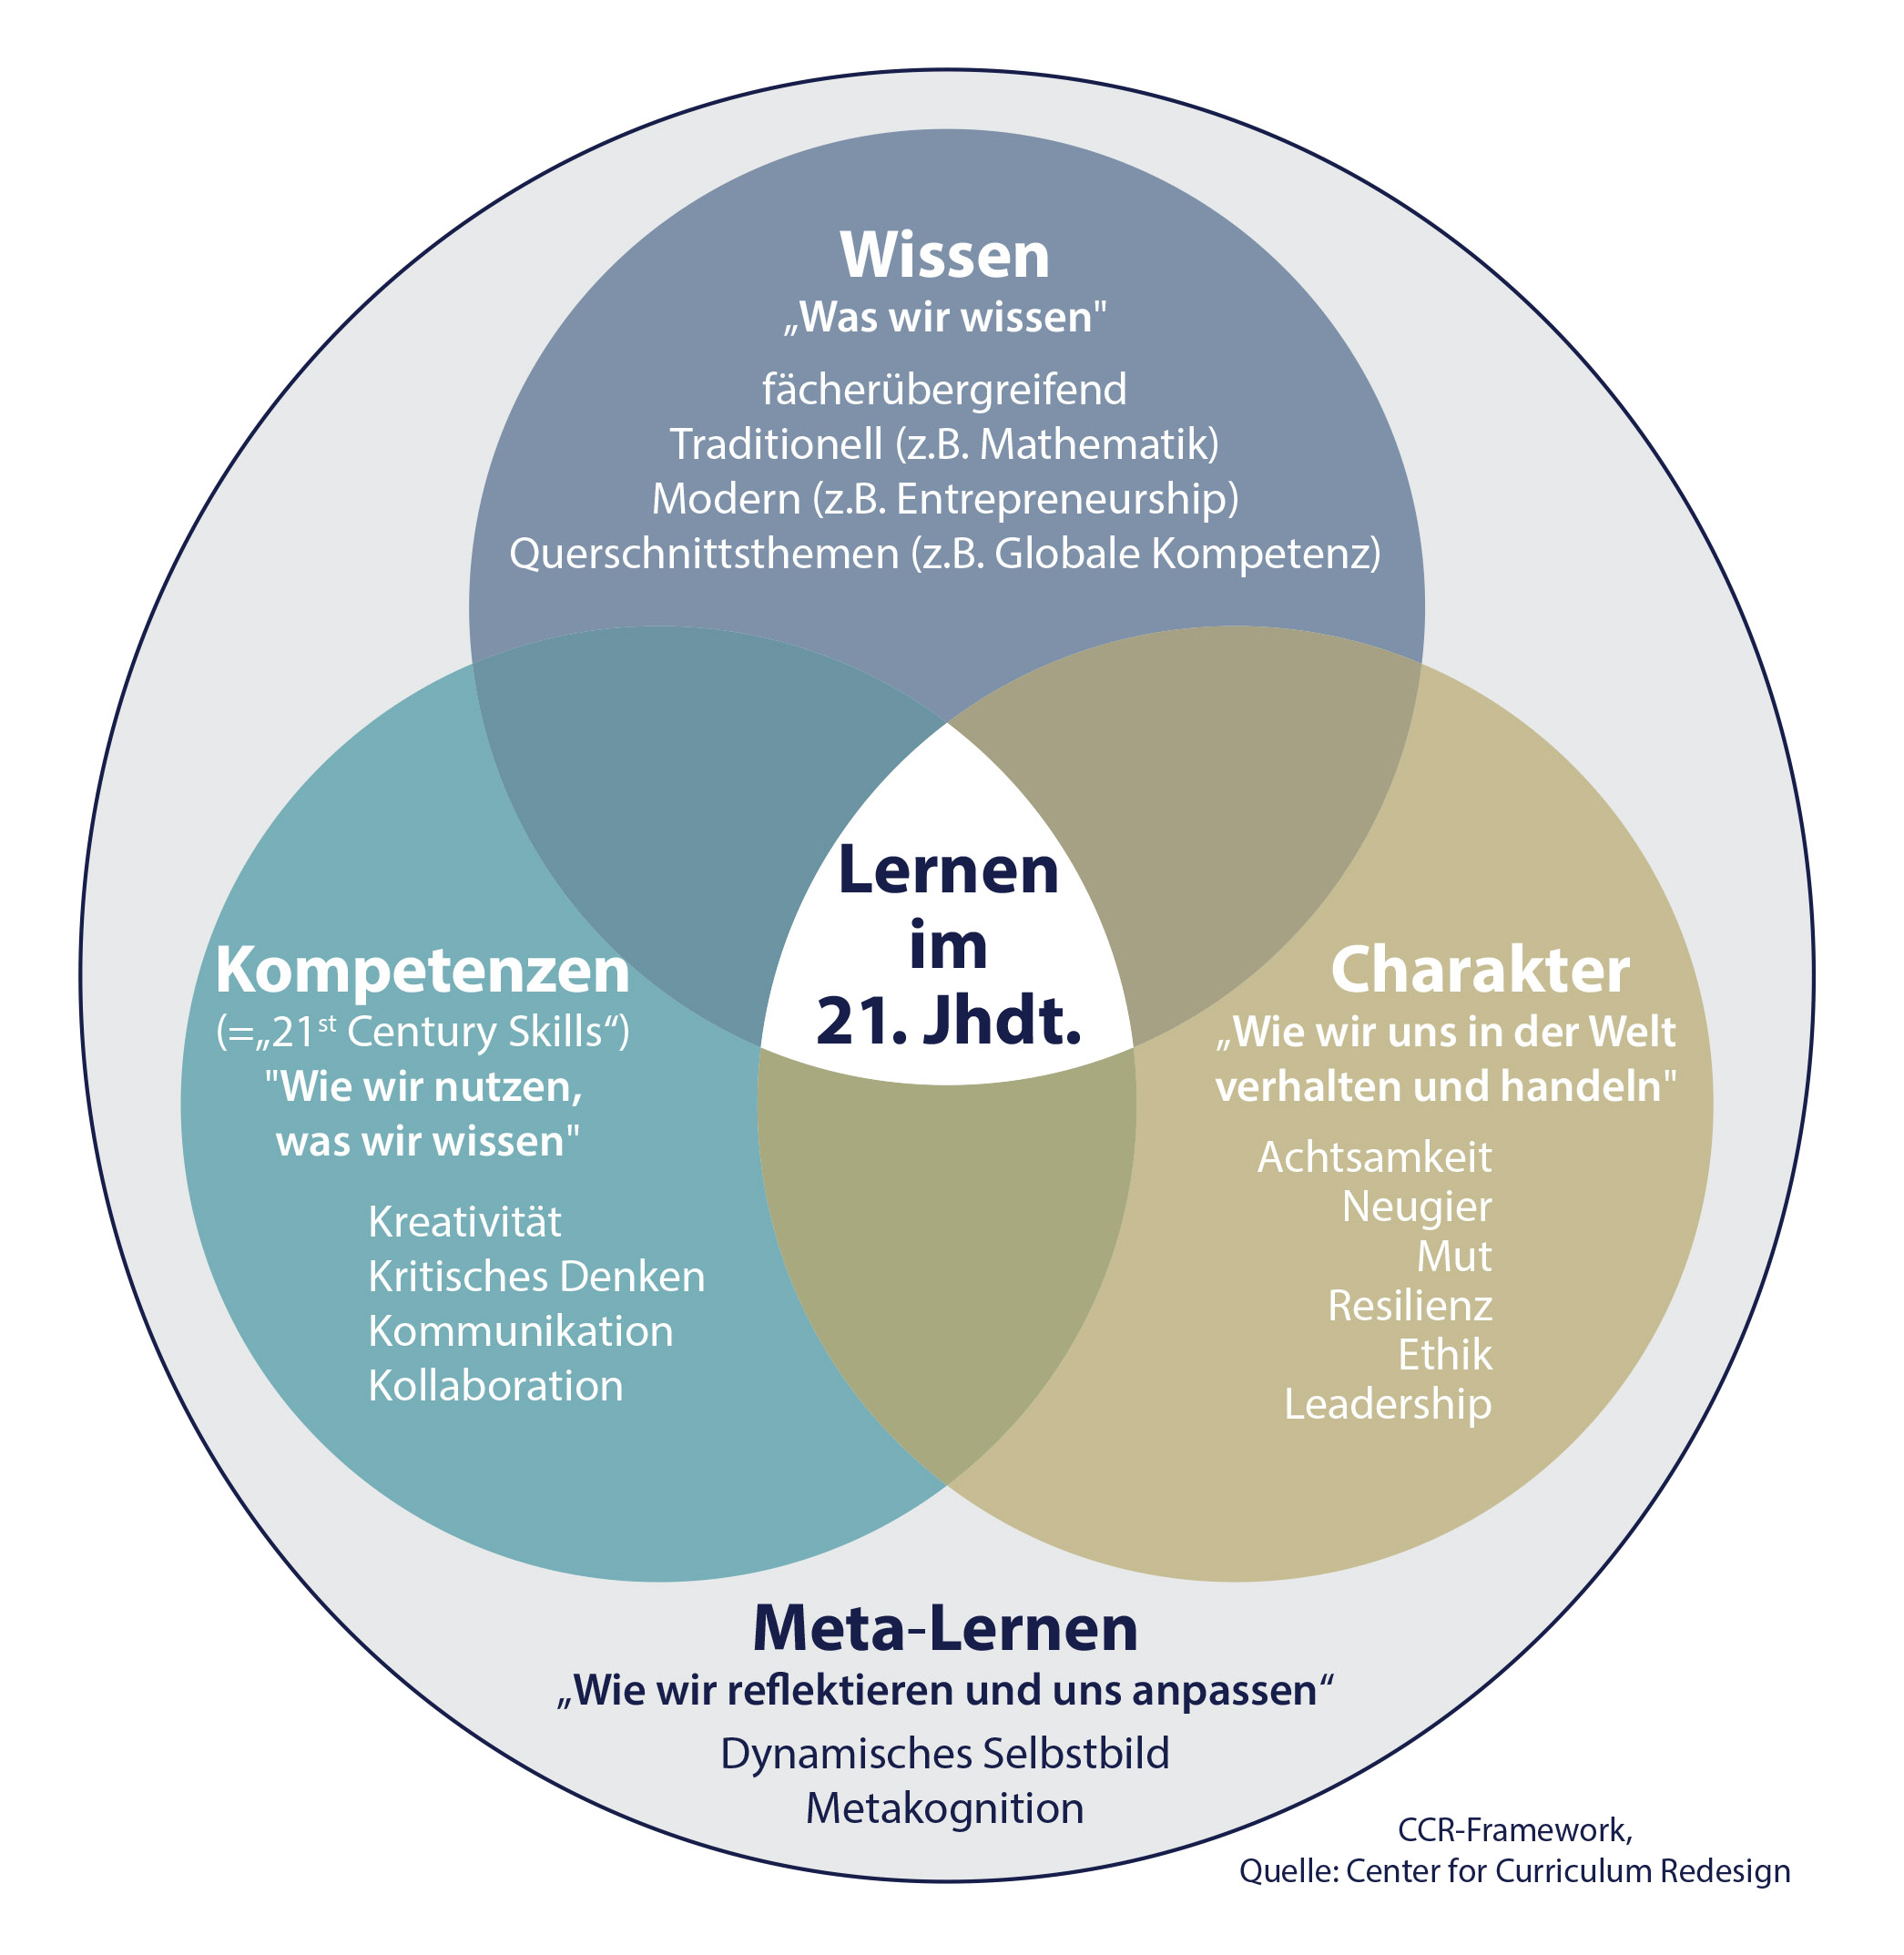 Wissen
„Was wir wissen"
fächerübergreifend
Traditionell (z.B. Mathematik)
Modern (z.B. Entrepreneurship)
Querschnittsthemen (z.B. Globale Kompetenz)
Lernen
im
21. Jhdt.
Kompetenzen
(=„21st Century Skills“)
"Wie wir nutzen,
was wir wissen"
Kreativität
Kritisches Denken
Kommunikation
Kollaboration
Charakter
„Wie wir uns in der Welt
verhalten und handeln"
Achtsamkeit
Neugier
Mut
Resilienz
Ethik
Leadership
Meta-Lernen
„Wie wir reflektieren und uns anpassen“
Dynamisches Selbstbild
Metakognition
CCR-Framework,
Quelle: Center for Curriculum Redesign